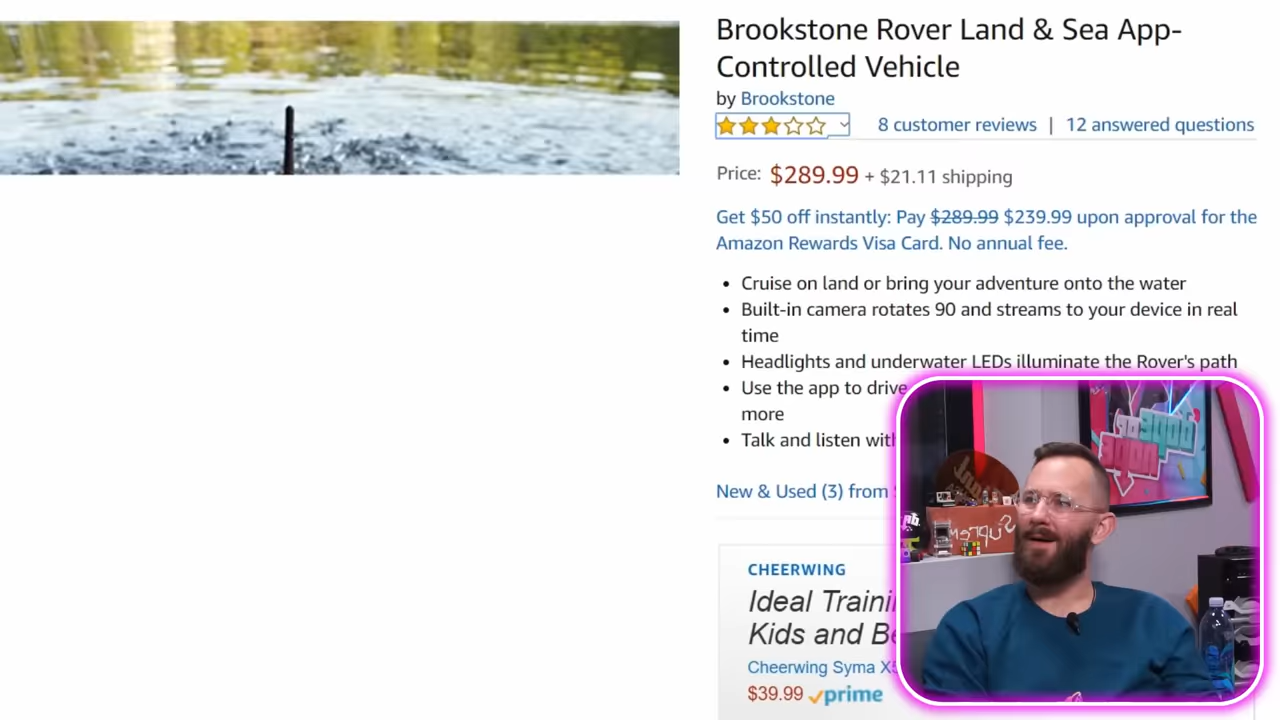 Brookstone Rover Land & Sea App-
Controlled Vehicle
by Brookstone
8 customer reviews | 12 answered questions
Price: $289.99 + $21.11 shipping
Get $50 off instantly: Pay $289.99 $239.99 upon approval for the
Amazon Rewards Visa Card. No annual fee.
• Cruise on land or bring your adventure onto the water
• Built-in camera rotates 90 and streams to your device in real
time
• Headlights and underwater LEDs illuminate the Rover's path
• Use the app to drive
more
• Talk and listen with
New & Used (3) from
CHEERWING
Ideal
Kids and
Cheerwing Syma
$39.99 prime